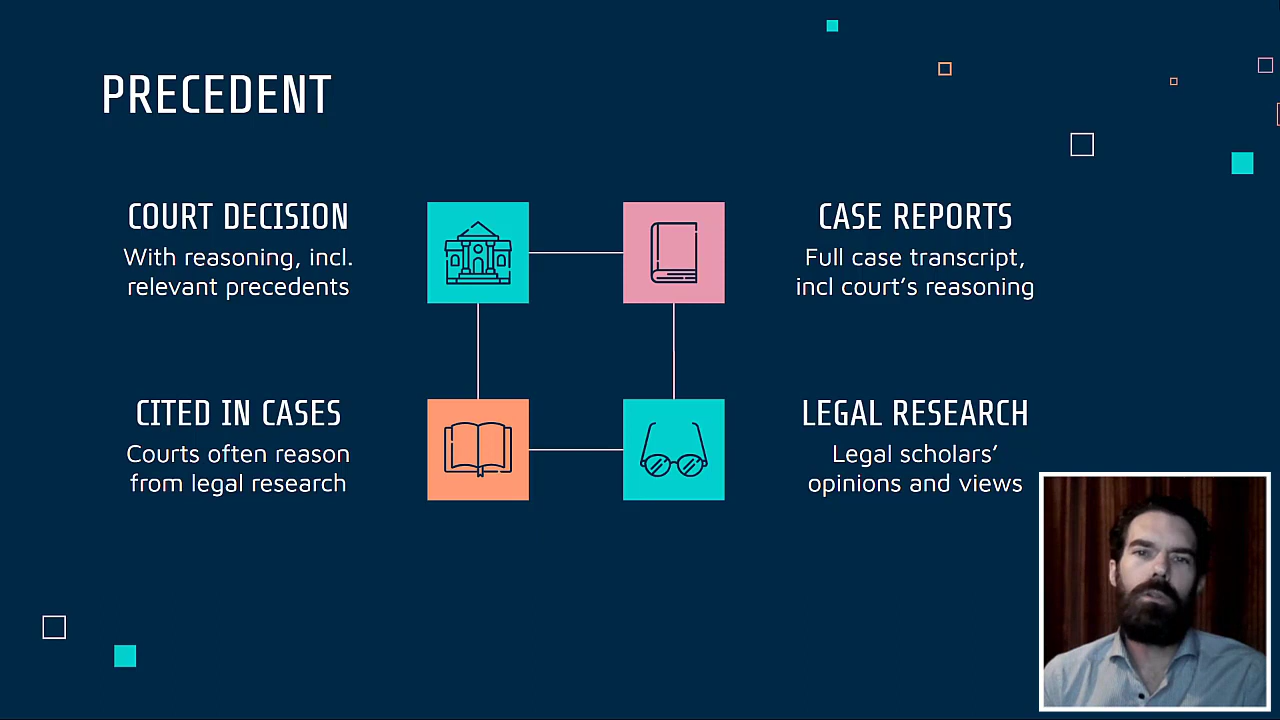 PRECEDENT
COURT DECISION
With reasoning, incl.
relevant precedents
CASE REPORTS
Full case transcript,
incl court’s reasoning
CITED IN CASES
Courts often reason
from legal research
LEGAL RESEARCH
Legal scholars’
opinions and views